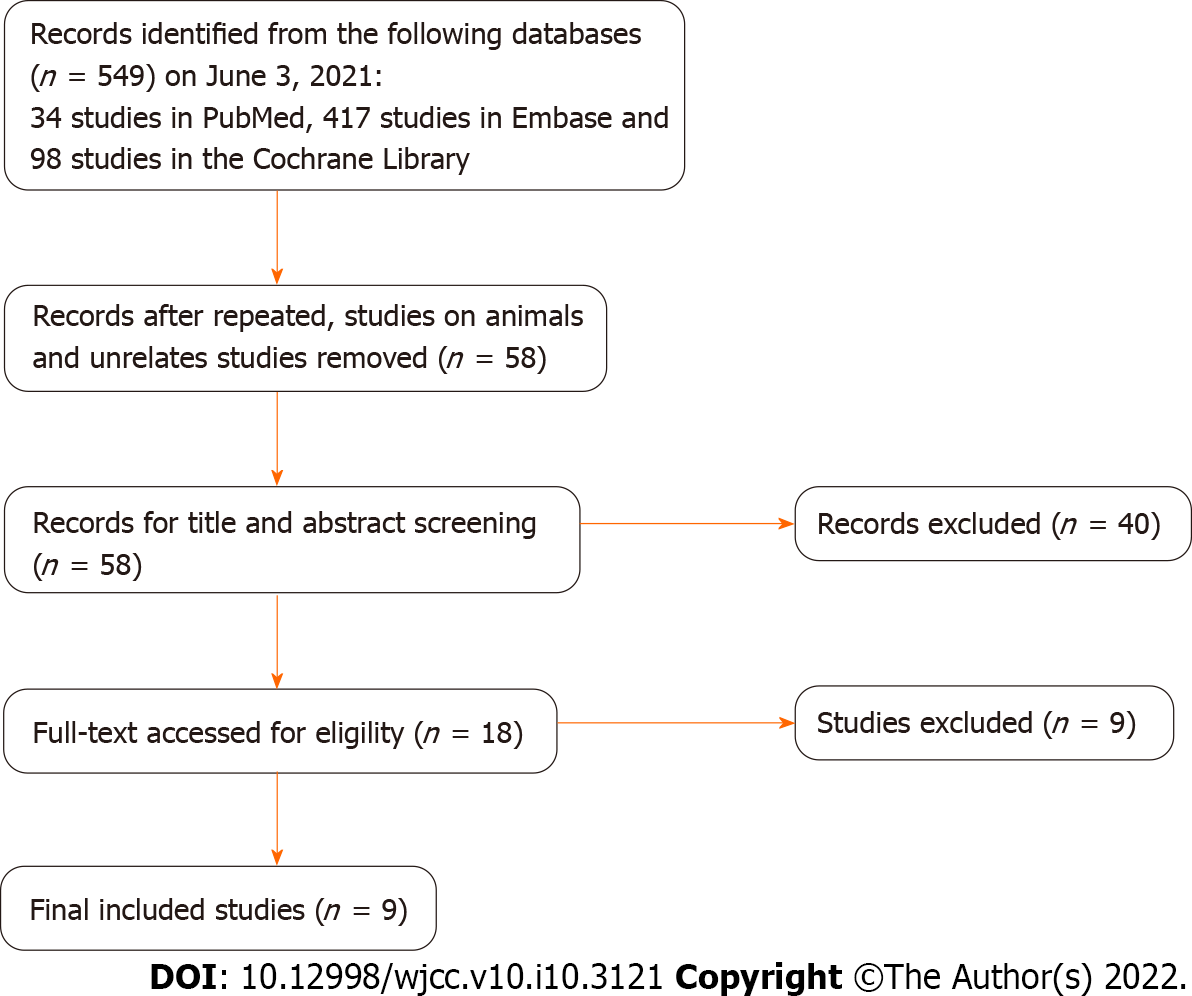 Records identified from the following databases
(n = 549) on June 3, 2021:
34 studies in PubMed, 417 studies in Embase and
98 studies in the Cochrane Library
Records after repeated, studies on animals
and unrelates studies removed (n = 58)
Records for title and abstract screening
(n = 58)
Records excluded (n = 40)
Full-text accessed for eligility (n = 18)
Studies excluded (n = 9)
Final included studies (n = 9)
DOI: 10.12998/wjcc.v10.i10.3121 Copyright ©The Author(s) 2022.